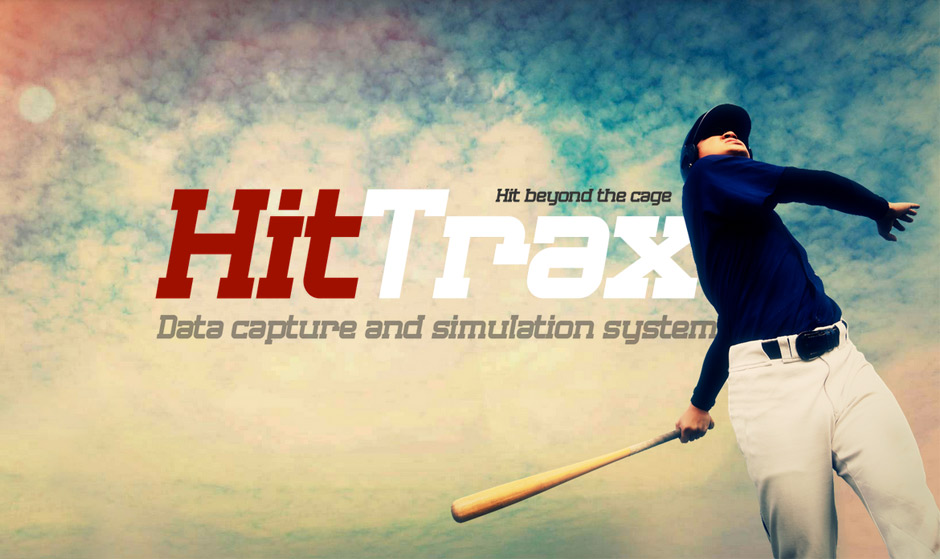 Hit beyond the cage
HitTrax
Data capture and simulation system